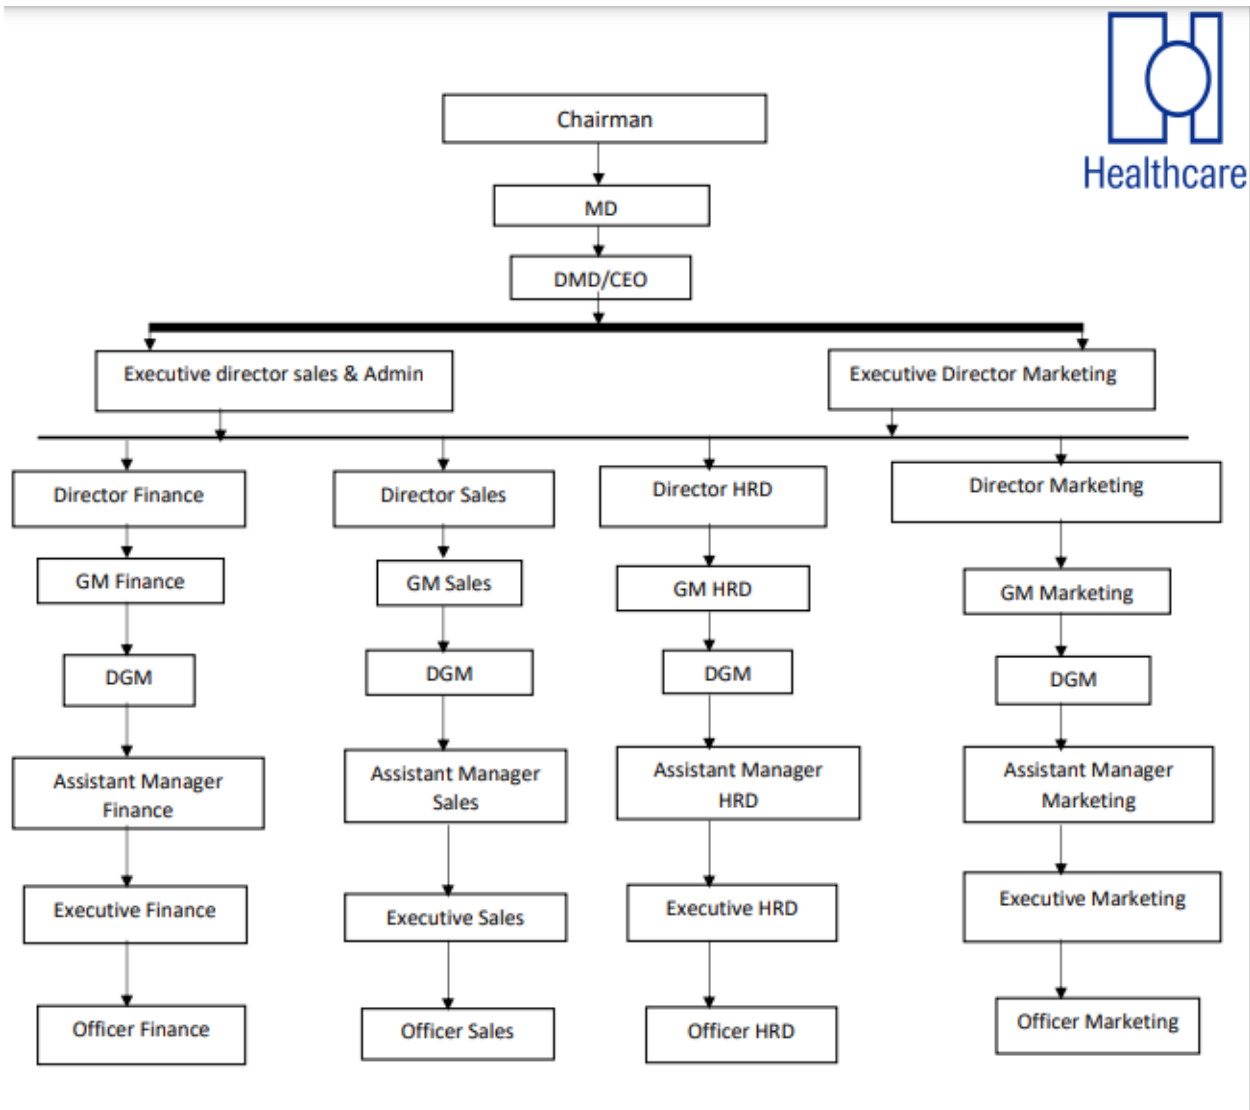 Healthcare
Chairman
MD
DMD/CEO
Executive director sales & Admin
Executive Director Marketing
Director Finance
Director Sales
Director HRD
Director Marketing
GM Finance
GM Sales
GM HRD
GM Marketing
DGM
DGM
DGM
DGM
Assistant Manager
Finance
Assistant Manager
Sales
Assistant Manager
HRD
Assistant Manager
Marketing
Executive Finance
Executive Sales
Executive HRD
Executive Marketing
Officer Finance
Officer Sales
Officer HRD
Officer Marketing